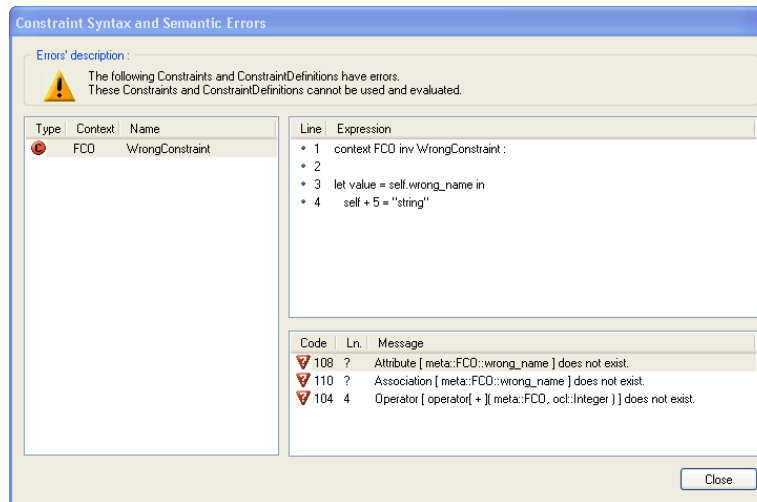 Constraint Syntax and Semantic Errors
Errors' description :
The following Constraints and ConstraintDefinitions have errors.
These Constraints and ConstraintDefinitions cannot be used and evaluated.
Type Context Name
C FCO WrongConstraint
Line Expression
1 context FCO inv WrongConstraint :
2
3 let value = self.wrong_name in
4 self + 5 = "string"
Code Ln. Message
? 108 ? Attribute [ meta::FCO::wrong_name ] does not exist.
? 110 ? Association [ meta::FCO::wrong_name ] does not exist.
? 104 4 Operator [ operator[ + ]( meta::FCO, ocl::Integer ) ] does not exist.
Close